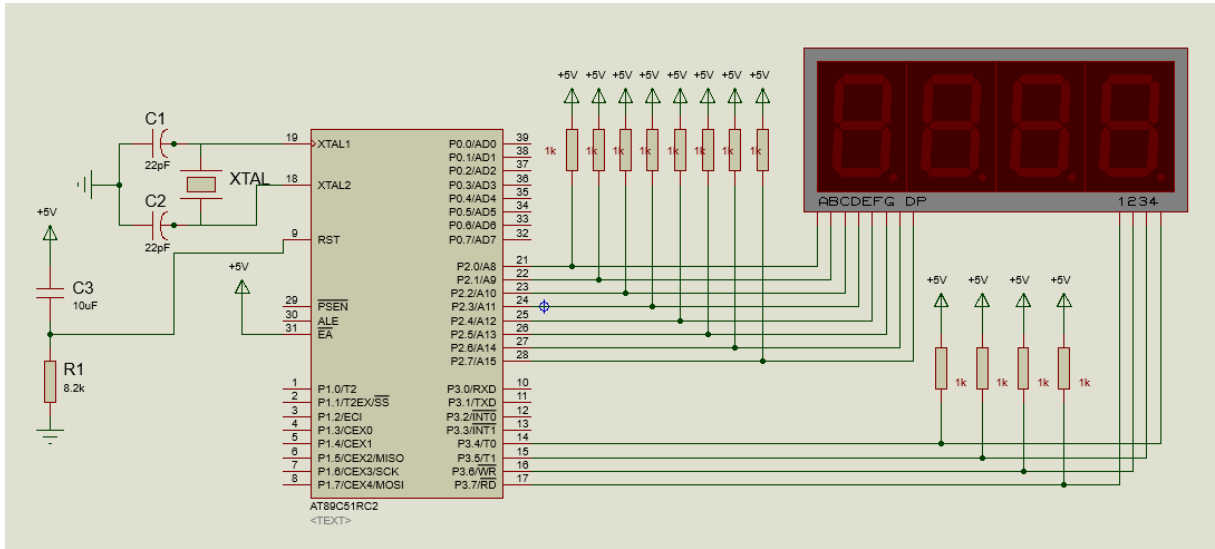 +5V +5V +5V +5V +5V +5V +5V +5V
1k 1k 1k 1k 1k 1k 1k 1k
ABCDEFG DP 1234
C1
22pF
XTAL
C2
22pF
+5V
C3
10uF
R1
8.2k
+5V
19 XTAL1
18 XTAL2
9 RST
29 PSEN
30 ALE
31 EA
1 P1.0/T2
2 P1.1/T2EX/SS
3 P1.2/ECI
4 P1.3/CEX0
5 P1.4/CEX1
6 P1.5/CEX2/MISO
7 P1.6/CEX3/SCK
8 P1.7/CEX4/MOSI
P0.0/AD0 39
P0.1/AD1 38
P0.2/AD2 37
P0.3/AD3 36
P0.4/AD4 35
P0.5/AD5 34
P0.6/AD6 33
P0.7/AD7 32
P2.0/A8 21
P2.1/A9 22
P2.2/A10 23
P2.3/A11 24
P2.4/A12 25
P2.5/A13 26
P2.6/A14 27
P2.7/A15 28
P3.0/RXD 10
P3.1/TXD 11
P3.2/INT0 12
P3.3/INT1 13
P3.4/T0 14
P3.5/T1 15
P3.6/WR 16
P3.7/RD 17
AT89C51RC2
<TEXT>
+5V +5V +5V +5V
1k 1k 1k 1k